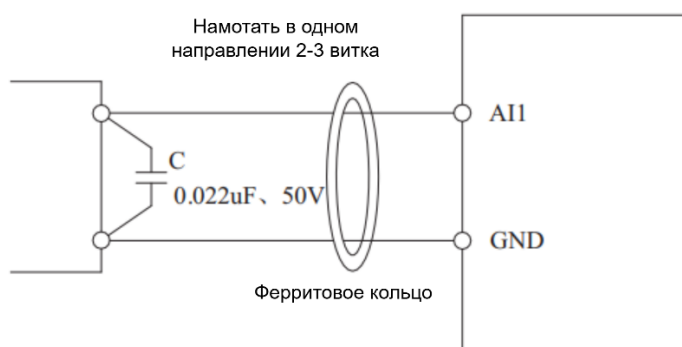 Намотать в одном
направлении 2-3 витка
AI1
C
0.022uF、50V
GND
Ферритовое кольцо